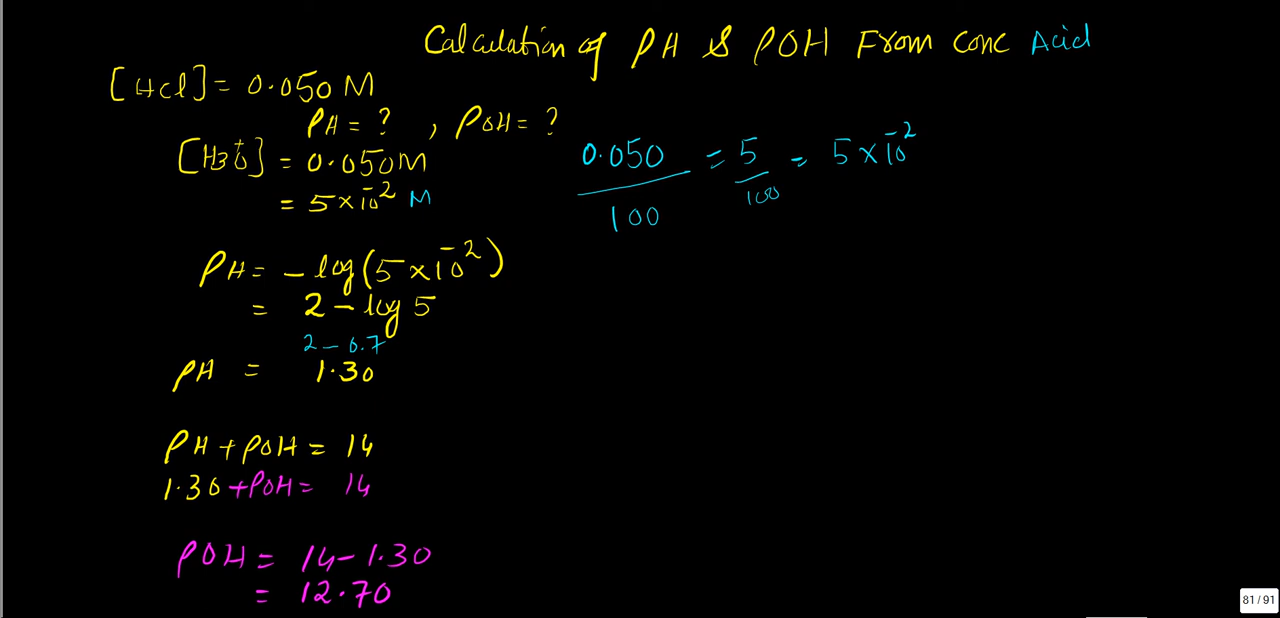 Calculation of PH & POH From Conc Acid
[HCl] = 0.050 M
PH = ? , POH = ?
[H3O+] = 0.050 M
= 5 × 10^-2 M
0.050/100 = 5/100 = 5 × 10^-2
PH = - log (5 × 10^-2)
= 2 - log 5
2 - 0.7
PH = 1.30
PH + POH = 14
1.30 + POH = 14
POH = 14 - 1.30
= 12.70
81 / 91